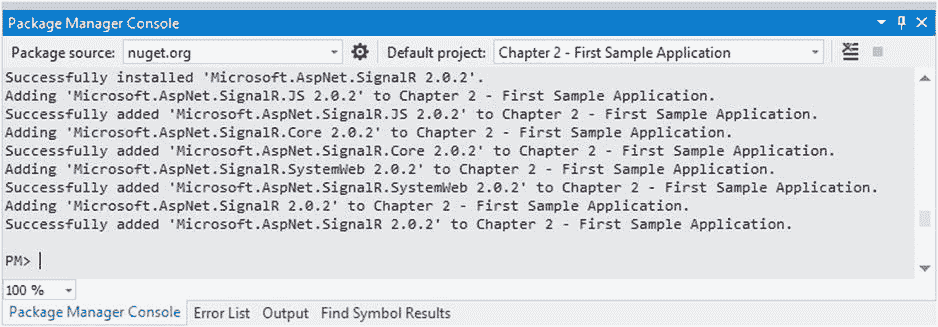 Package Manager Console
Package source: nuget.org Default project: Chapter 2 - First Sample Application
Successfully installed 'Microsoft.AspNet.SignalR 2.0.2'.
Adding 'Microsoft.AspNet.SignalR.JS 2.0.2' to Chapter 2 - First Sample Application.
Successfully added 'Microsoft.AspNet.SignalR.JS 2.0.2' to Chapter 2 - First Sample Application.
Adding 'Microsoft.AspNet.SignalR.Core 2.0.2' to Chapter 2 - First Sample Application.
Successfully added 'Microsoft.AspNet.SignalR.Core 2.0.2' to Chapter 2 - First Sample Application.
Adding 'Microsoft.AspNet.SignalR.SystemWeb 2.0.2' to Chapter 2 - First Sample Application.
Successfully added 'Microsoft.AspNet.SignalR.SystemWeb 2.0.2' to Chapter 2 - First Sample Application.
Adding 'Microsoft.AspNet.SignalR 2.0.2' to Chapter 2 - First Sample Application.
Successfully added 'Microsoft.AspNet.SignalR 2.0.2' to Chapter 2 - First Sample Application.
PM>
100 %
Package Manager Console Error List Output Find Symbol Results